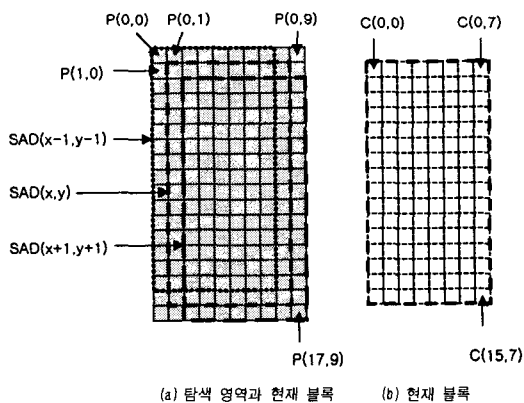 P(0,0) P(0,1) P(0,9)
P(1,0)
SAD(x-1,y-1)
SAD(x,y)
SAD(x+1,y+1)
P(17,9)
C(0,0) C(0,7)
C(15,7)
(a) 탐색 영역과 현재 블록
(b) 현재 블록